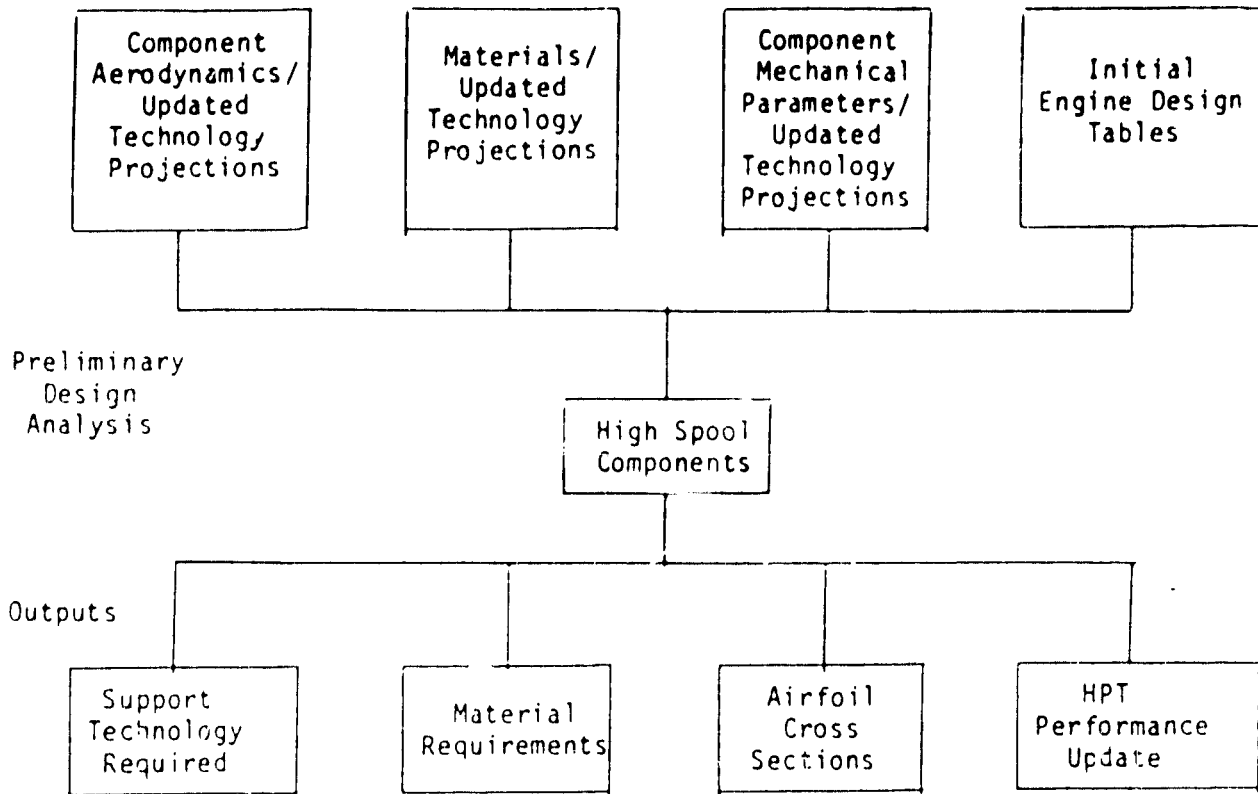 Component
Aerodynamics/
Updated
Technology
Projections
Materials/
Updated
Technology
Projections
Component
Mechanical
Parameters/
Updated
Technology
Projections
Initial
Engine Design
Tables
Preliminary
Design
Analysis
High Spool
Components
Outputs
Support
Technology
Required
Material
Requirements
Airfoil
Cross
Sections
HPT
Performance
Update